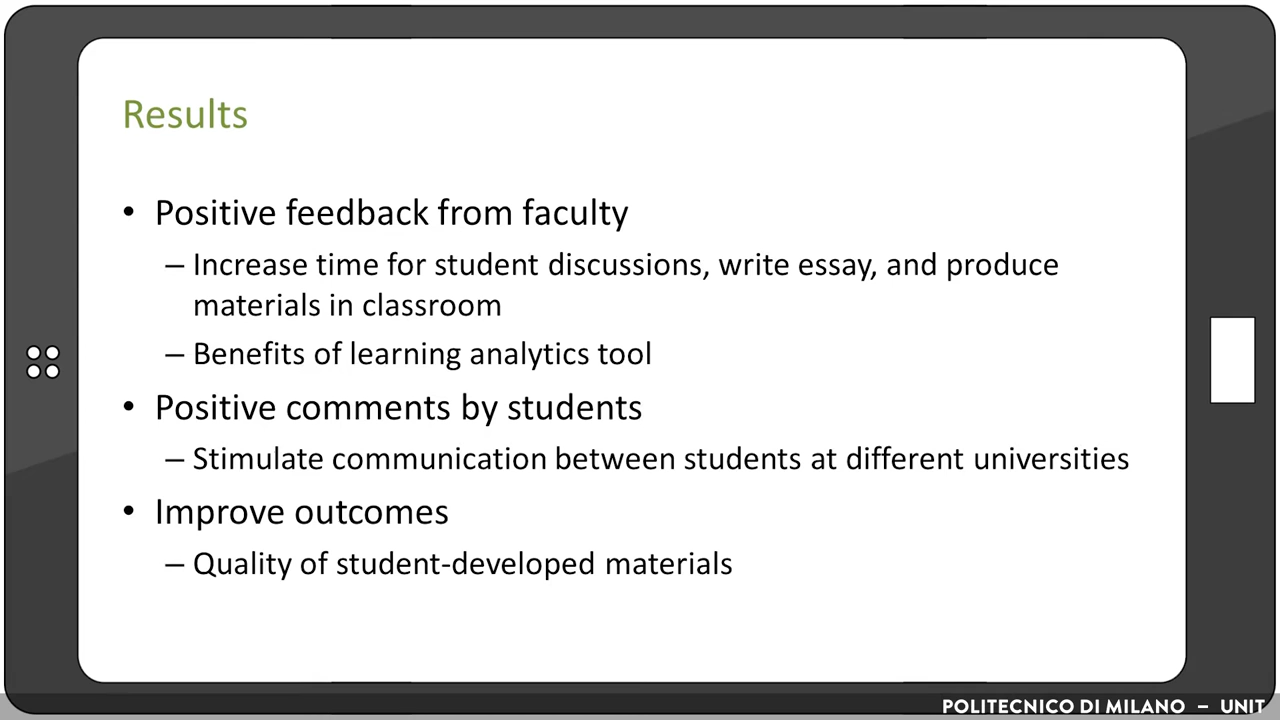 Results
• Positive feedback from faculty
– Increase time for student discussions, write essay, and produce
materials in classroom
– Benefits of learning analytics tool
• Positive comments by students
– Stimulate communication between students at different universities
• Improve outcomes
– Quality of student-developed materials
POLITECNICO DI MILANO – UNIT